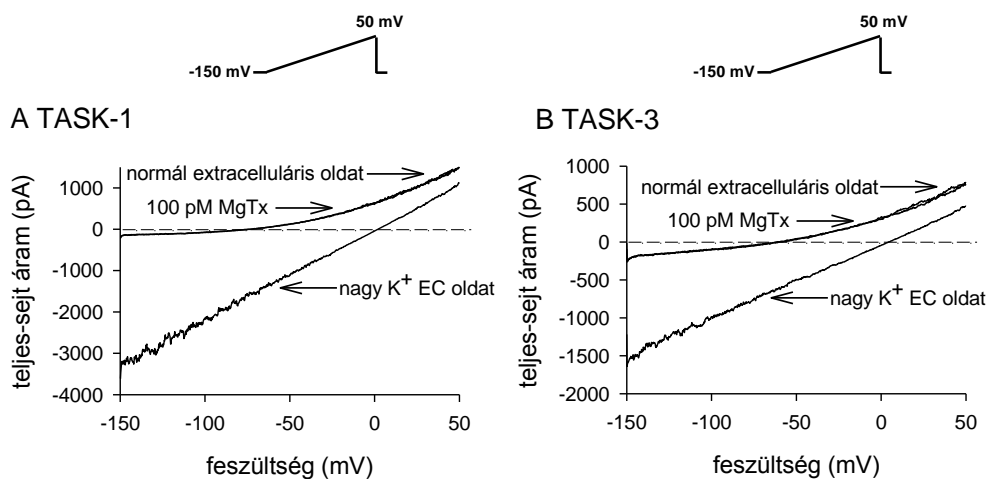 50 mV
-150 mV
50 mV
-150 mV
A TASK-1
B TASK-3
teljes-sejt áram (pA)
1000
0
-1000
-2000
-3000
-4000
normál extracelluláris oldat
100 pM MgTx
nagy K+ EC oldat
-150 -100 -50 0 50
feszültség (mV)
teljes-sejt áram (pA)
1000
500
0
-500
-1000
-1500
-2000
normál extracelluláris oldat
100 pM MgTx
nagy K+ EC oldat
-150 -100 -50 0 50
feszültség (mV)